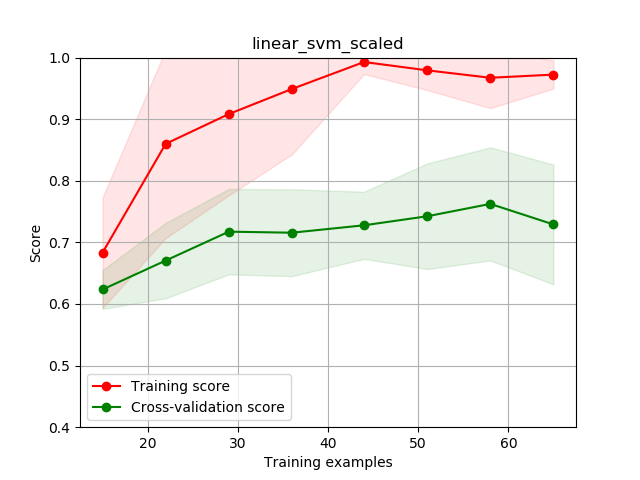 linear_svm_scaled
1.0
0.9
0.8
0.7
0.6
0.5
0.4
Score
Training score
Cross-validation score
20
30
40
50
60
Training examples